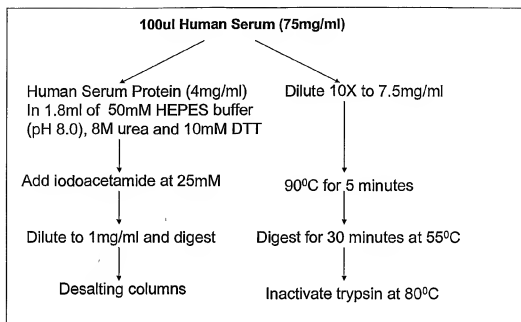 100ul Human Serum (75mg/ml)
Human Serum Protein (4mg/ml)
In 1.8ml of 50mM HEPES buffer
(pH 8.0), 8M urea and 10mM DTT
Add iodoacetamide at 25mM
Dilute to 1mg/ml and digest
Desalting columns
Dilute 10X to 7.5mg/ml
90⁰C for 5 minutes
Digest for 30 minutes at 55⁰C
Inactivate trypsin at 80⁰C